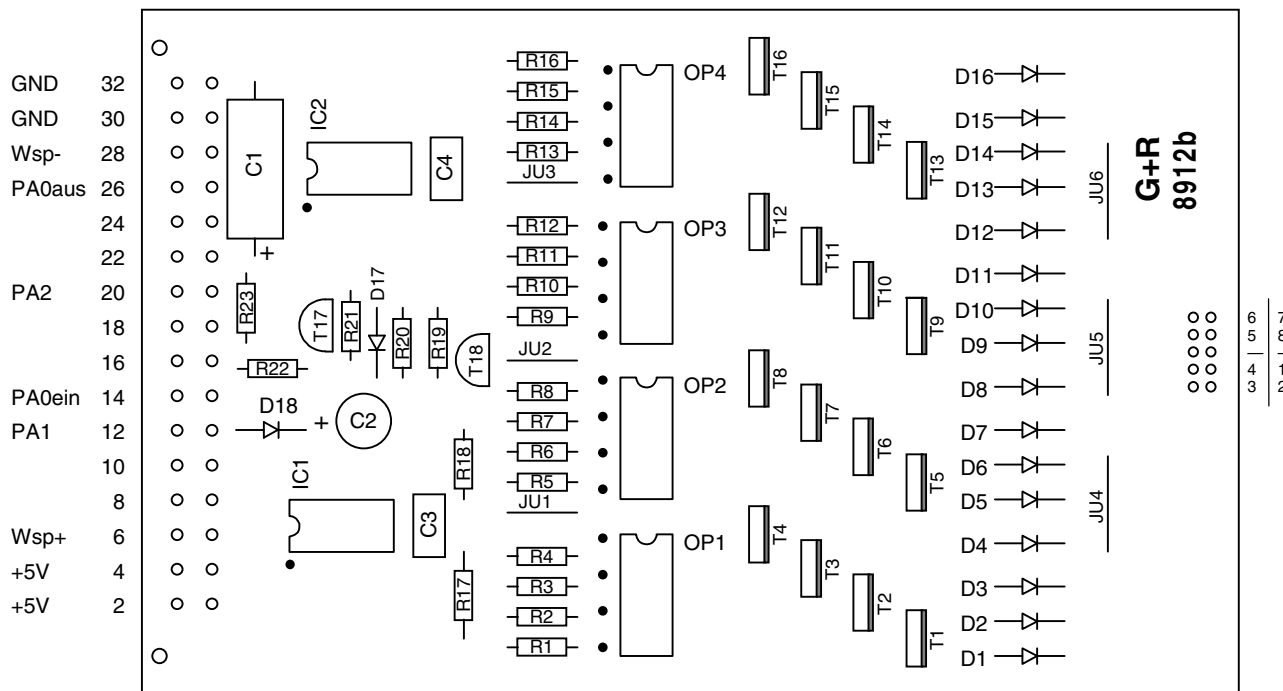 GND 32
GND 30
Wsp- 28
PA0aus 26
24
22
PA2 20
18
16
PA0ein 14
PA1 12
10
8
Wsp+ 6
+5V 4
+5V 2
C1
+
IC2
C4
R23
T17
R21
D17
R20
R19
T18
R22
D18
+
C2
R18
IC1
C3
R17
R16
R15
R14
R13
JU3
R12
R11
R10
R9
JU2
R8
R7
R6
R5
JU1
R4
R3
R2
R1
OP4
OP3
OP2
OP1
T16
T15
T14
T13
T12
T11
T10
T9
T8
T7
T6
T5
T4
T3
T2
T1
D16
D15
D14
D13
D12
D11
D10
D9
D8
D7
D6
D5
D4
D3
D2
D1
JU6
JU5
JU4
G+R
8912b
6 7
5 8
4 1
3 2